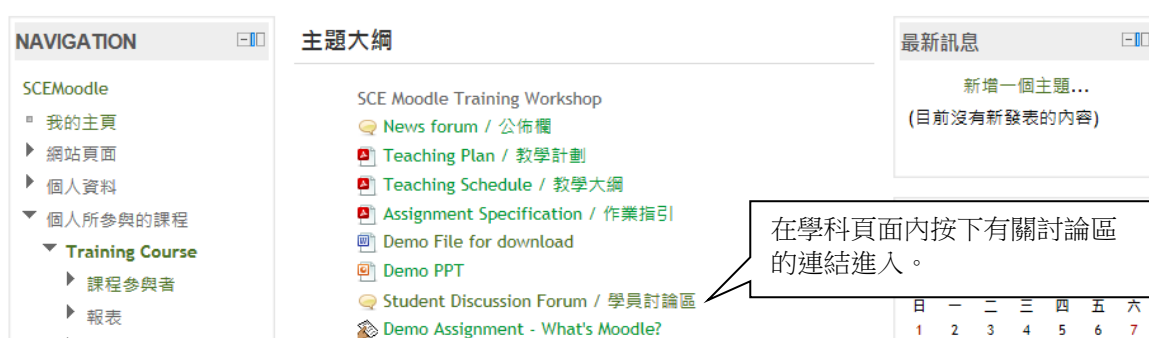 NAVIGATION
SCEMoodle
我的主頁
網站頁面
個人資料
個人所參與的課程
Training Course
課程參與者
報表
主題大綱
SCE Moodle Training Workshop
News forum / 公佈欄
Teaching Plan / 教學計劃
Teaching Schedule / 教學大綱
Assignment Specification / 作業指引
Demo File for download
Demo PPT
Student Discussion Forum / 學員討論區
Demo Assignment - What's Moodle?
在學科頁面內按下有關討論區
的連結進入。
最新訊息
新增一個主題...
(目前沒有新發表的內容)
日 一 二 三 四 五 六
1 2 3 4 5 6 7